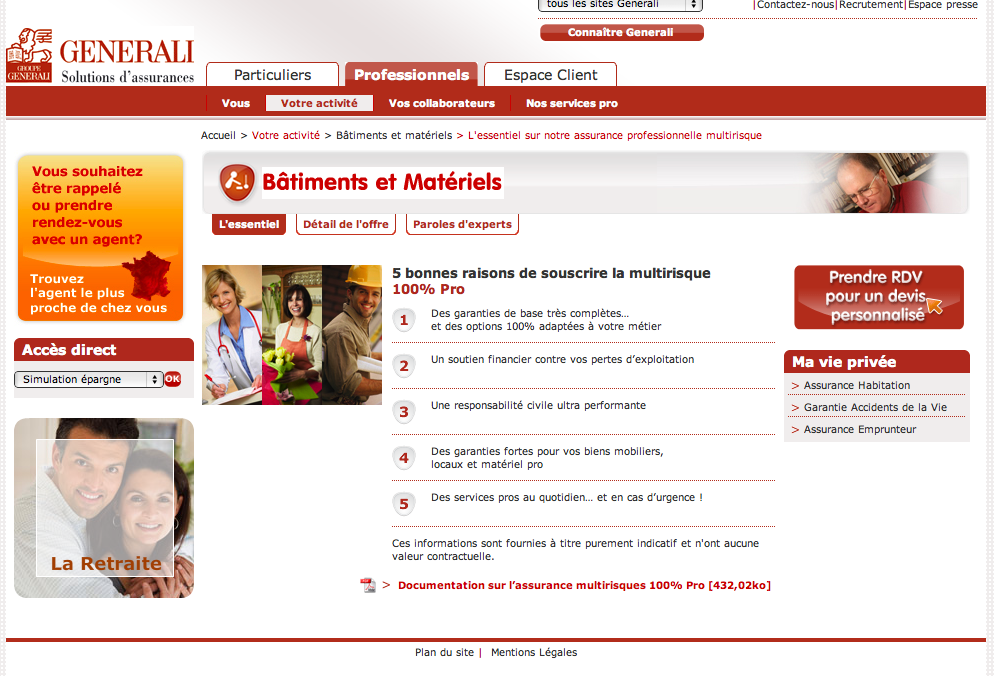 tous les sites Generali
|Contactez-nous|Recrutement|Espace presse
Connaître Generali
GROUPE
GENERALI
GENERALI
Solutions d'assurances
Particuliers
Professionnels
Espace Client
Vous
Votre activité
Vos collaborateurs
Nos services pro
Accueil > Votre activité > Bâtiments et matériels > L'essentiel sur notre assurance professionnelle multirisque
Vous souhaitez
être rappelé
ou prendre
rendez-vous
avec un agent?
Trouvez
l'agent le plus
proche de chez vous
Accès direct
Simulation épargne
OK
La Retraite
Bâtiments et Matériels
L'essentiel
Détail de l'offre
Paroles d'experts
5 bonnes raisons de souscrire la multirisque
100% Pro
1
Des garanties de base très complètes...
et des options 100% adaptées à votre métier
2
Un soutien financier contre vos pertes d’exploitation
3
Une responsabilité civile ultra performante
4
Des garanties fortes pour vos biens mobiliers,
locaux et matériel pro
5
Des services pros au quotidien... et en cas d’urgence !
Ces informations sont fournies à titre purement indicatif et n'ont aucune
valeur contractuelle.
> Documentation sur l’assurance multirisques 100% Pro [432,02ko]
Prendre RDV
pour un devis
personnalisé
Ma vie privée
> Assurance Habitation
> Garantie Accidents de la Vie
> Assurance Emprunteur
Plan du site | Mentions Légales